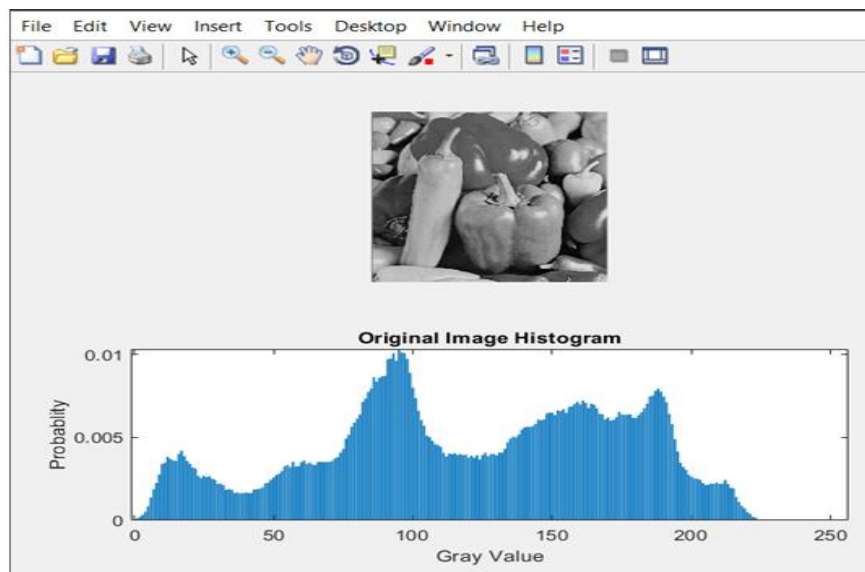 File Edit View Insert Tools Desktop Window Help
Original Image Histogram
0.01
0.005
0
Probablity
0 50 100 150 200 250
Gray Value